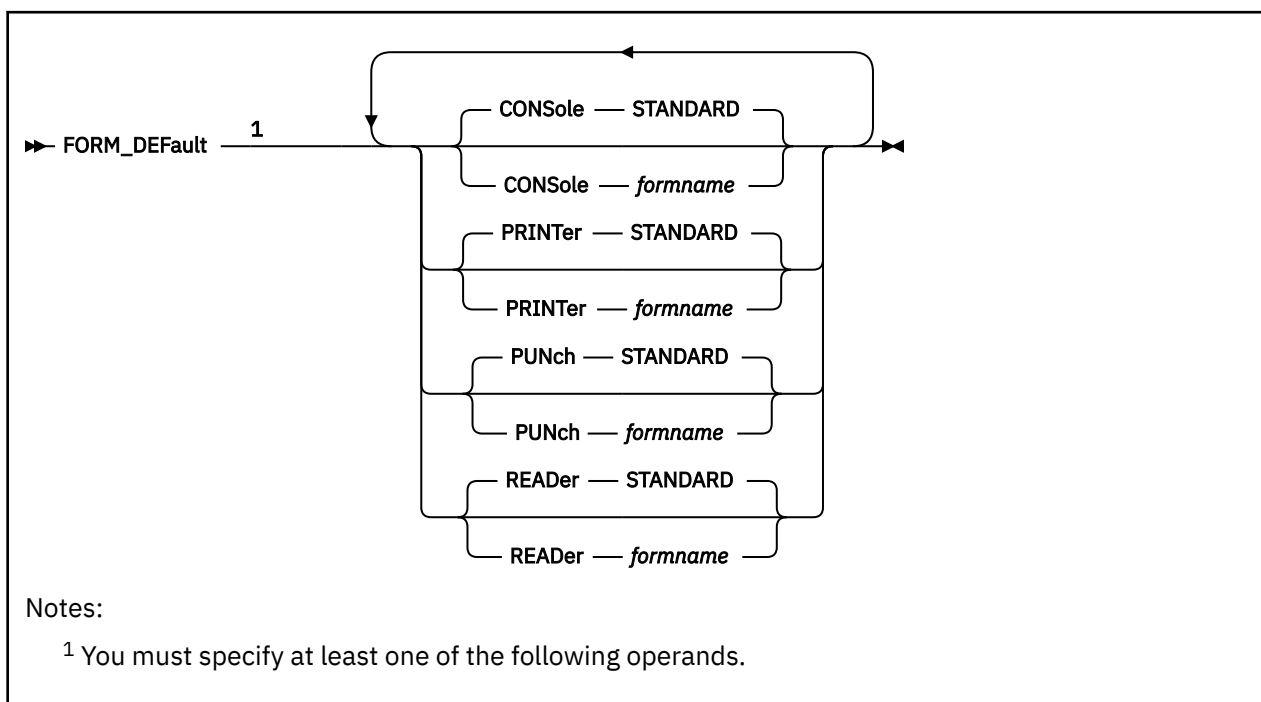 CONSole STANDARD
FORM_DEFault 1
CONSole formname
PRINTer STANDARD
PRINTer formname
PUNch STANDARD
PUNch formname
READer STANDARD
READer formname
Notes:
1 You must specify at least one of the following operands.